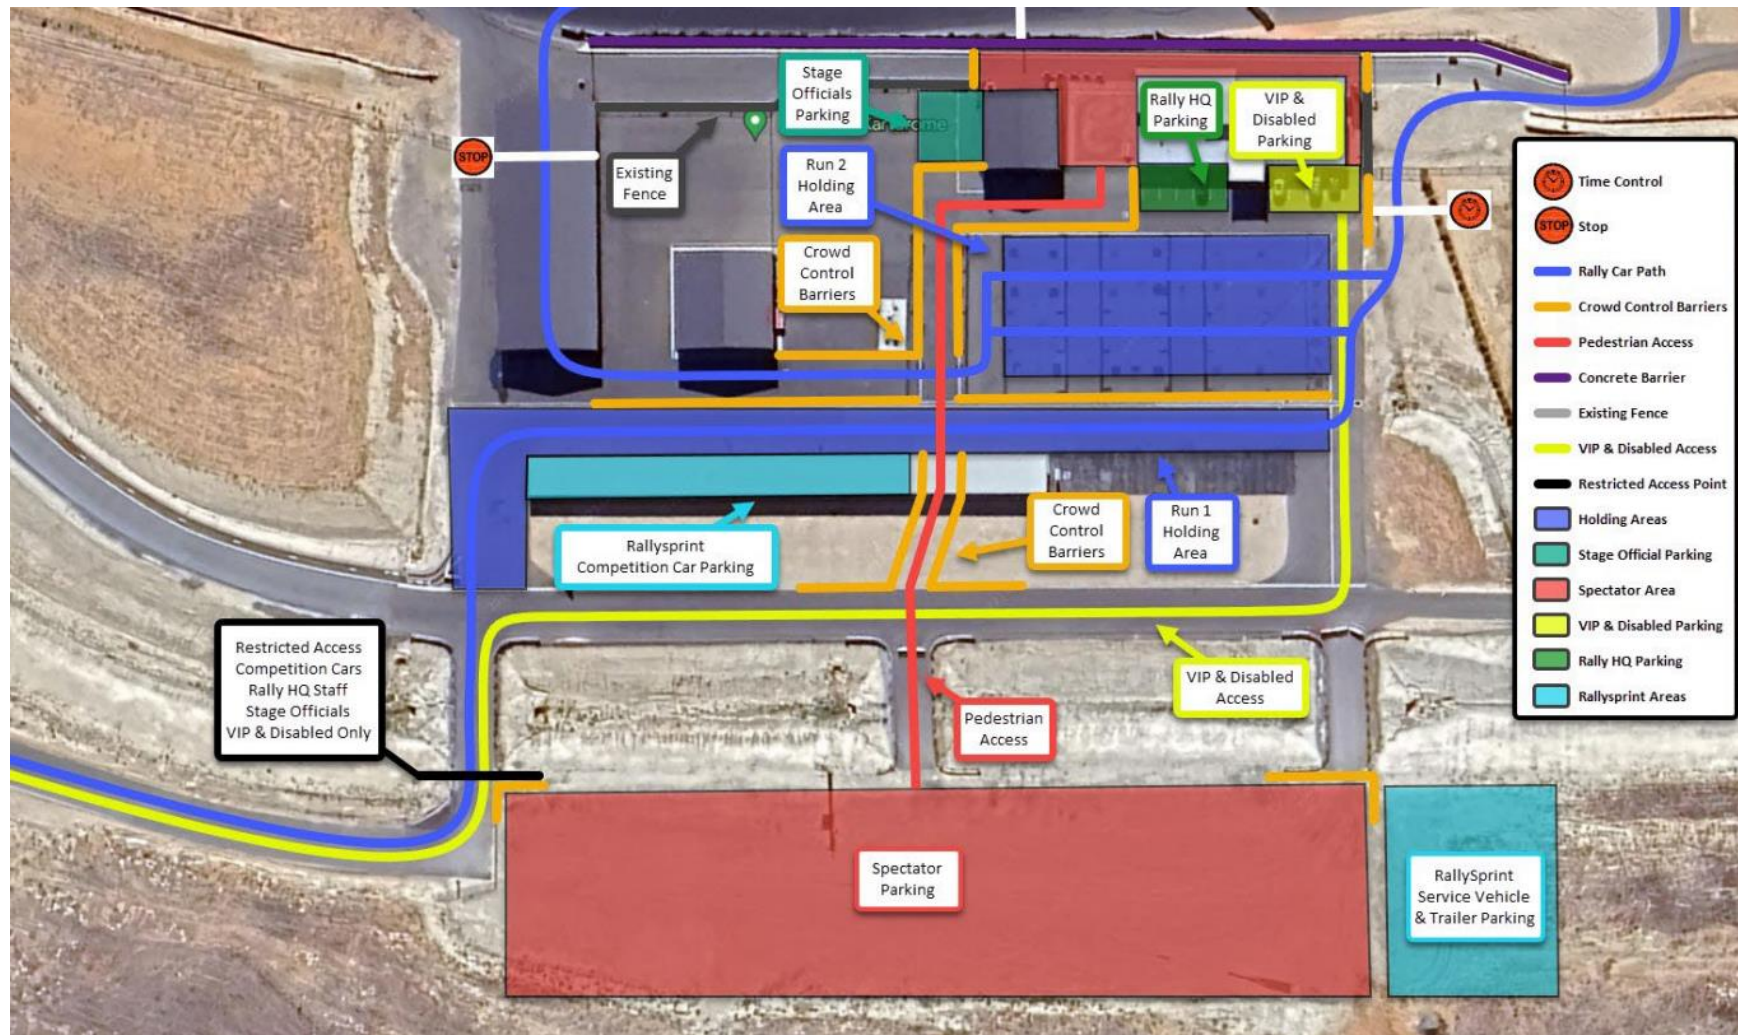 Stage
Officials
Parking
Rally HQ
Parking
VIP &
Disabled
Parking
STOP
Existing
Fence
Run 2
Holding
Area
Crowd
Control
Barriers
Time Control
STOP
Stop
Rally Car Path
Crowd Control Barriers
Pedestrian Access
Concrete Barrier
Existing Fence
VIP & Disabled Access
Restricted Access Point
Holding Areas
Stage Official Parking
Spectator Area
VIP & Disabled Parking
Rally HQ Parking
Rallysprint Areas
Rallysprint
Competition Car Parking
Crowd
Control
Barriers
Run 1
Holding
Area
Restricted Access
Competition Cars
Rally HQ Staff
Stage Officials
VIP & Disabled Only
VIP & Disabled
Access
Pedestrian
Access
Spectator
Parking
RallySprint
Service Vehicle
& Trailer Parking